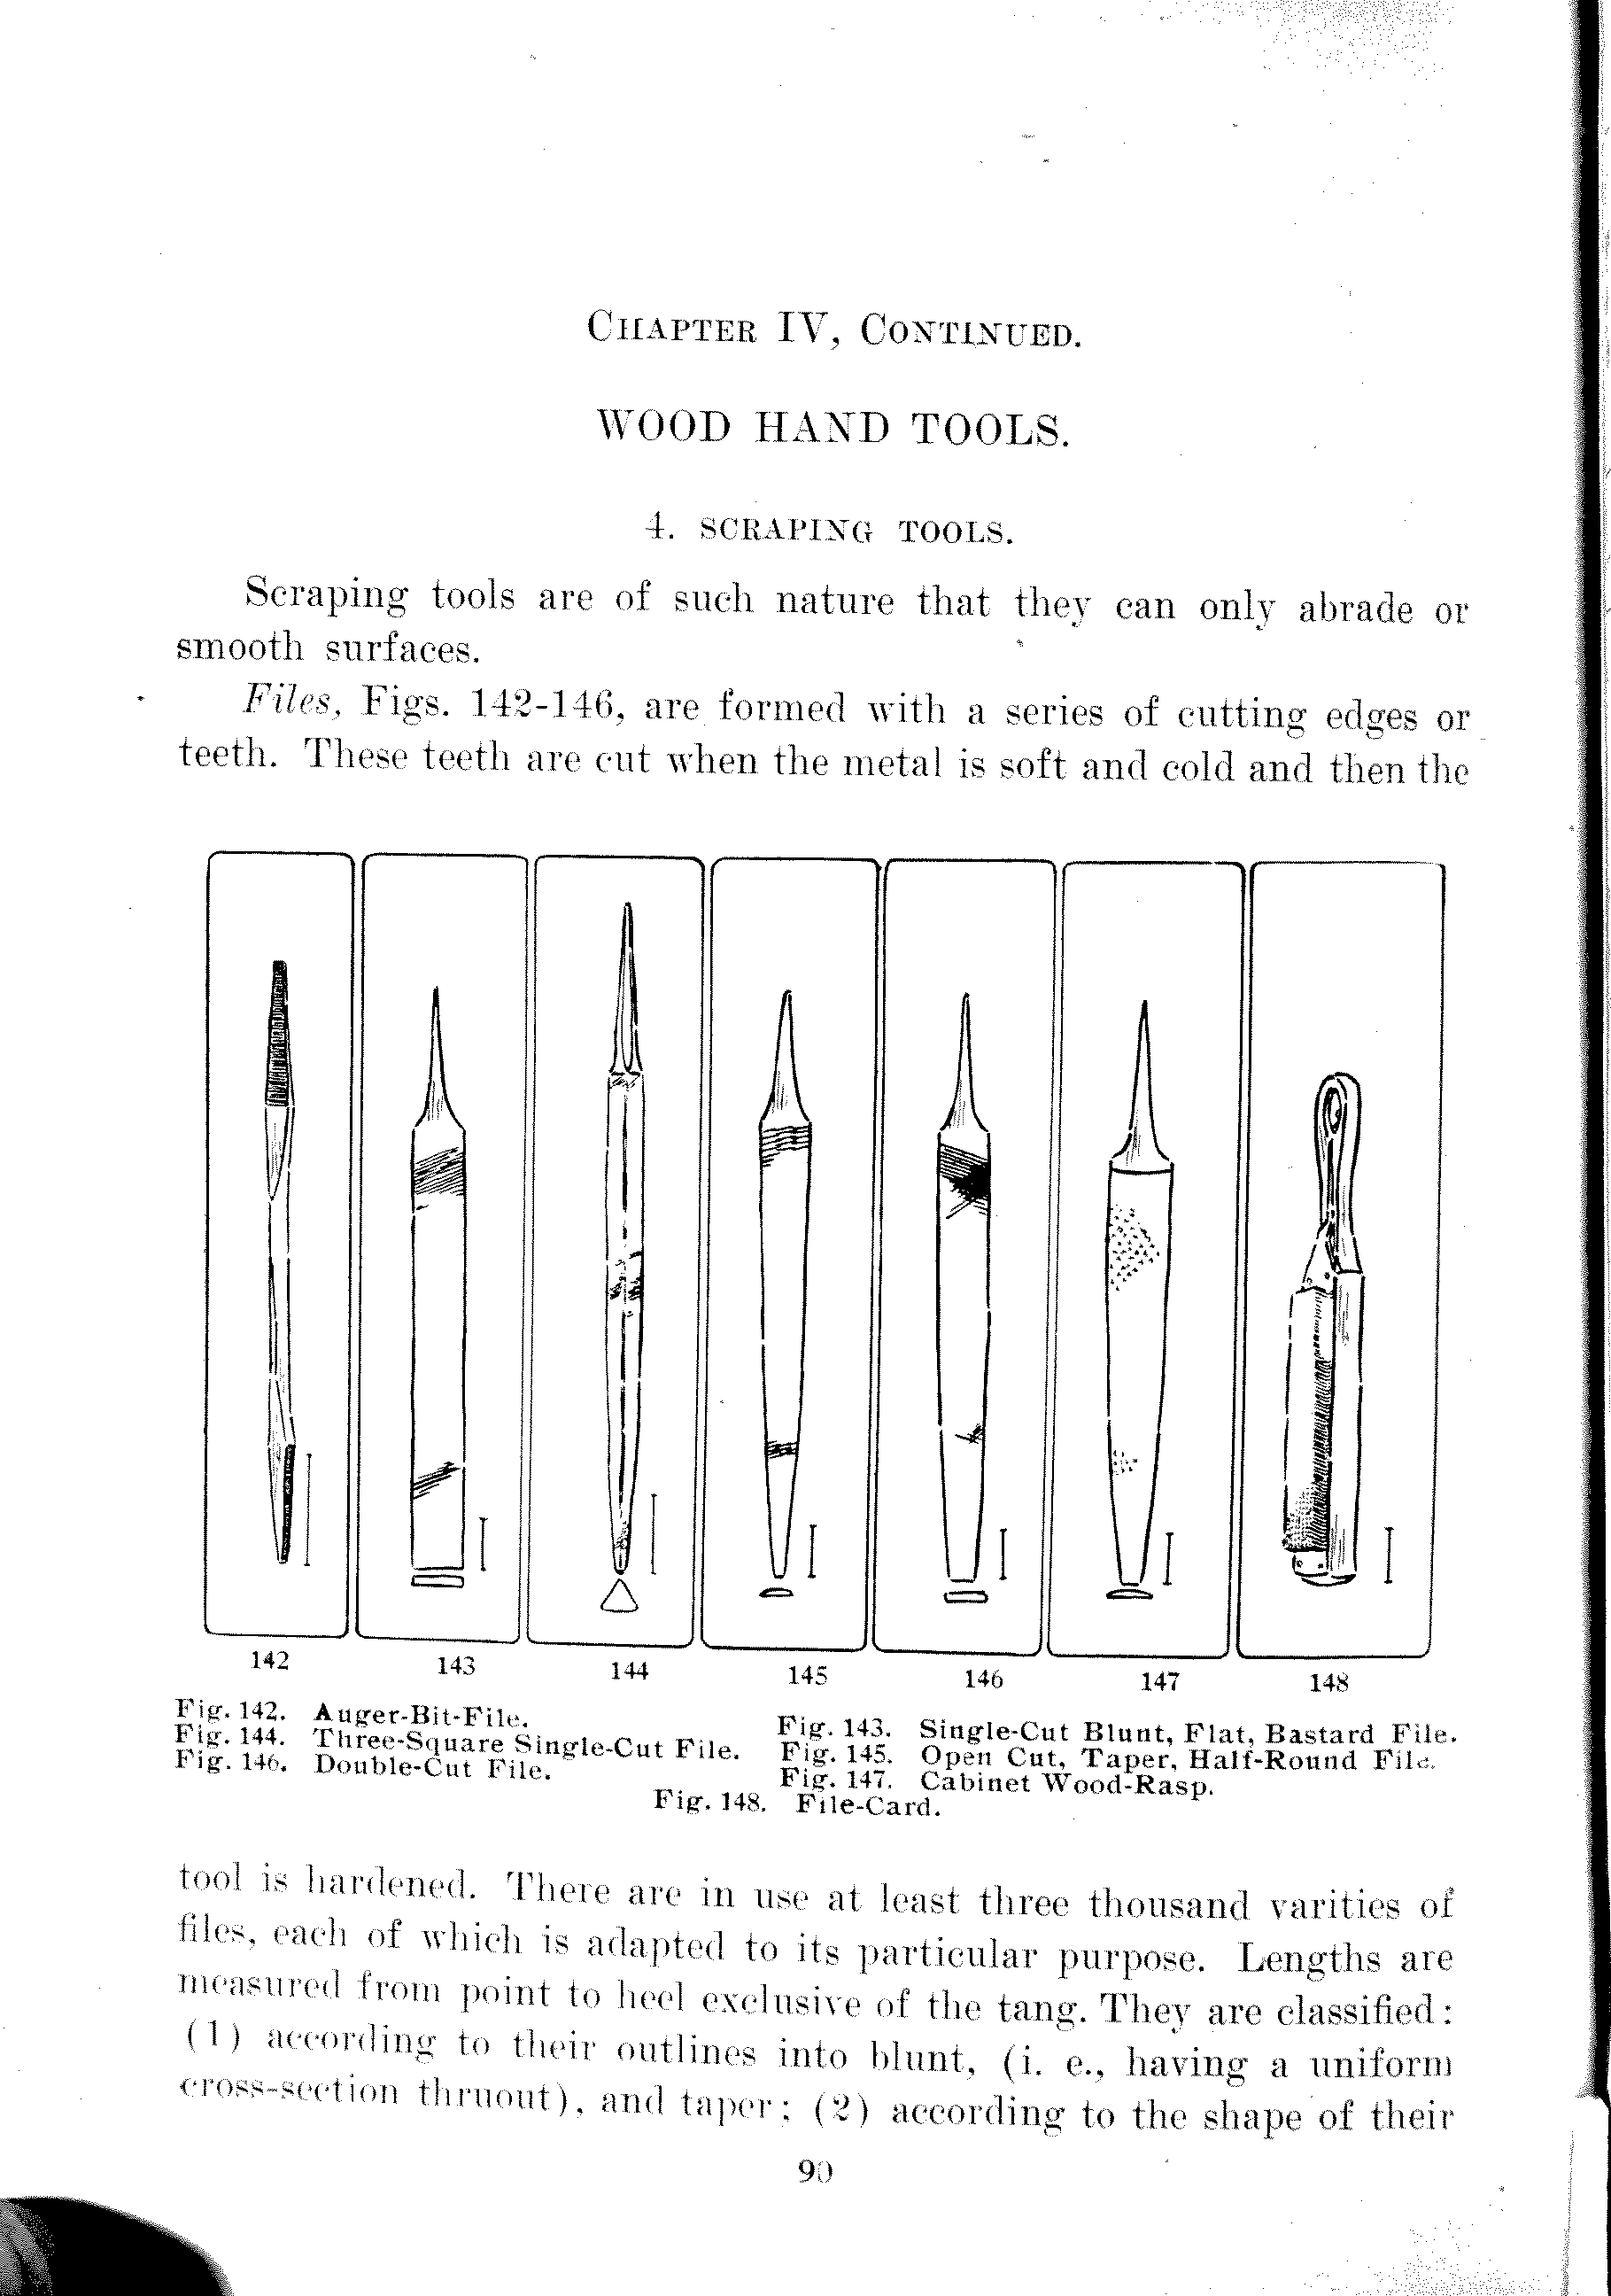 CHAPTER IV, CONTINUED.
WOOD HAND TOOLS.
4. SCRAPING TOOLS.
Scraping tools are of such nature that they can only abrade or
smooth surfaces.
Files, Figs. 142-146, are formed with a series of cutting edges or
teeth. These teeth are cut when the metal is soft and cold and then the
142 143 144 145 146 147 148
Fig. 142. Auger-Bit-File.
Fig. 143. Single-Cut Blunt, Flat, Bastard File.
Fig. 144. Three-Square Single-Cut File.
Fig. 145. Open Cut, Taper, Half-Round File.
Fig. 146. Double-Cut File.
Fig. 147. Cabinet Wood-Rasp.
Fig. 148. File-Card.
tool is hardened. There are in use at least three thousand varities of
files, each of which is adapted to its particular purpose. Lengths are
measured from point to heel exclusive of the tang. They are classified:
(1) according to their outlines into blunt, (i. e., having a uniform
cross-section thruout), and taper; (2) according to the shape of their
90